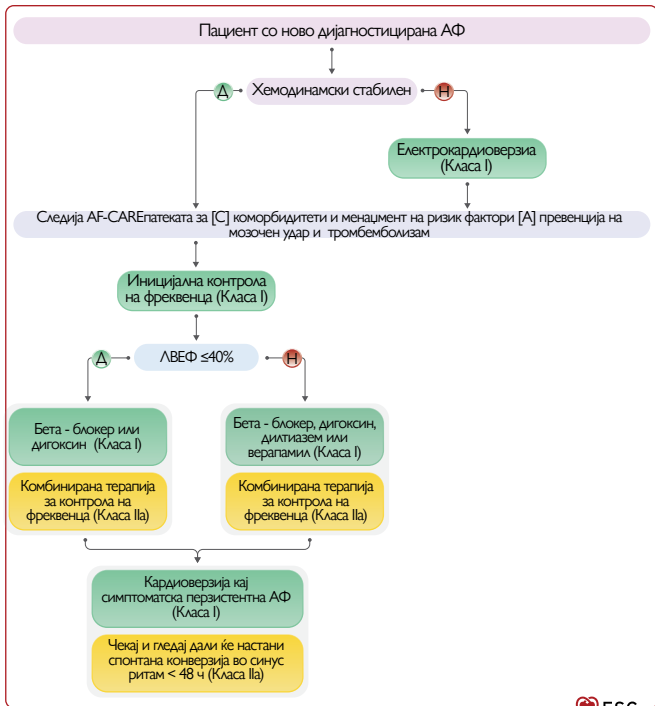 Пациент со ново дијагностицирана АФ
Д
Хемодинамски стабилен
Н
Електрокардиоверзиа
(Класа I)
Следија AF-CAREпатеката за [C] коморбидитети и менаџмент на ризик фактори [A] превенција на
мозочен удар и тромбемболизам
Иницијална контрола
на фреквенца (Класа I)
Д
ЛВЕФ ≤40%
Н
Бета - блокер или
дигоксин (Класа I)
Бета - блокер, дигоксин,
дилтиазем или
верапамил (Класа I)
Комбинирана терапија
за контрола на
фреквенца (Класа IIa)
Комбинирана терапија
за контрола на
фреквенца (Класа IIa)
Кардиоверзија кај
симптоматска перзистентна АФ
(Класа I)
Чекај и гледај дали ќе настани
спонтана конверзија во синус
ритам < 48 ч (Класа IIa)